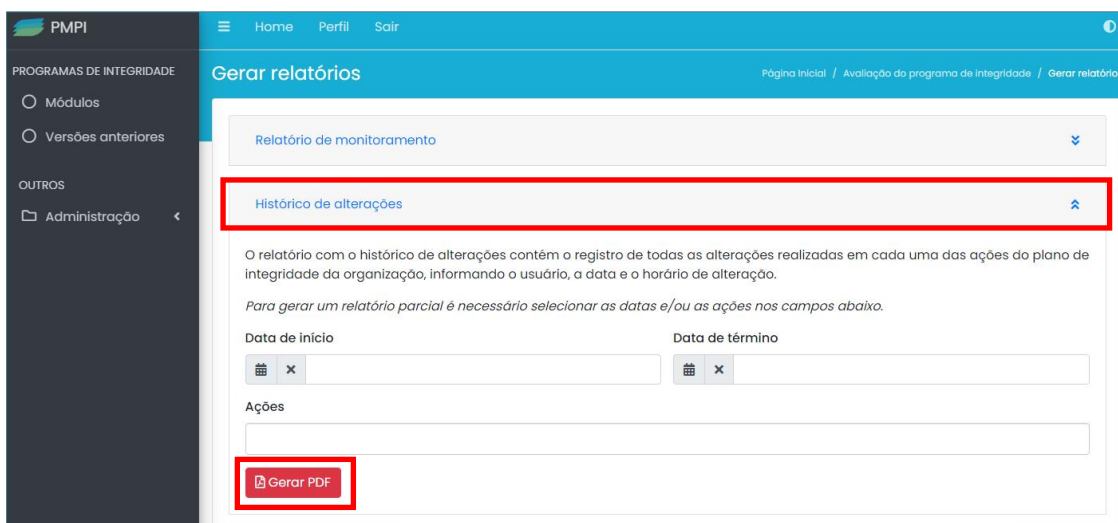 PMPI
Home Perfil Sair
PROGRAMAS DE INTEGRIDADE
Módulos
Versões anteriores
OUTROS
Administração
Gerar relatórios
Página Inicial / Avaliação do programa de integridade / Gerar relatório
Relatório de monitoramento
Histórico de alterações
O relatório com o histórico de alterações contém o registro de todas as alterações realizadas em cada uma das ações do plano de
integridade da organização, informando o usuário, a data e o horário de alteração.
Para gerar um relatório parcial é necessário selecionar as datas e/ou as ações nos campos abaixo.
Data de início Data de término
Ações
Gerar PDF